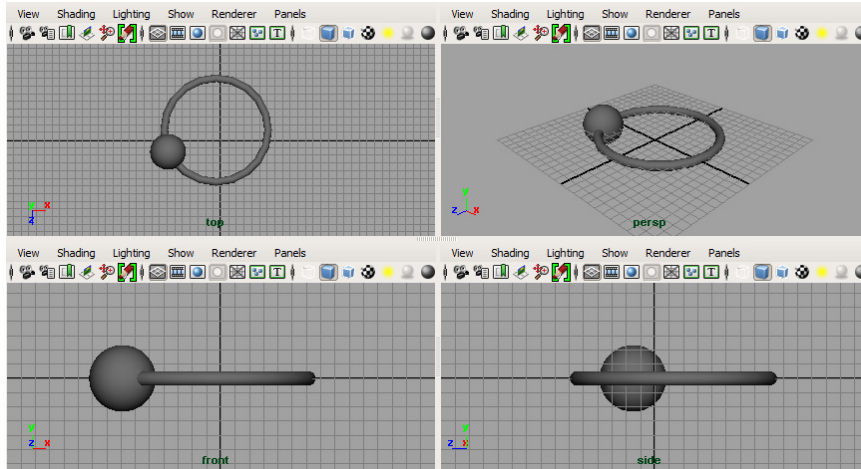 View Shading Lighting Show Renderer Panels
View Shading Lighting Show Renderer Panels
T
T
y
x
z
top
y
z
x
persp
View Shading Lighting Show Renderer Panels
View Shading Lighting Show Renderer Panels
T
T
y
z
x
front
y
z
x
side